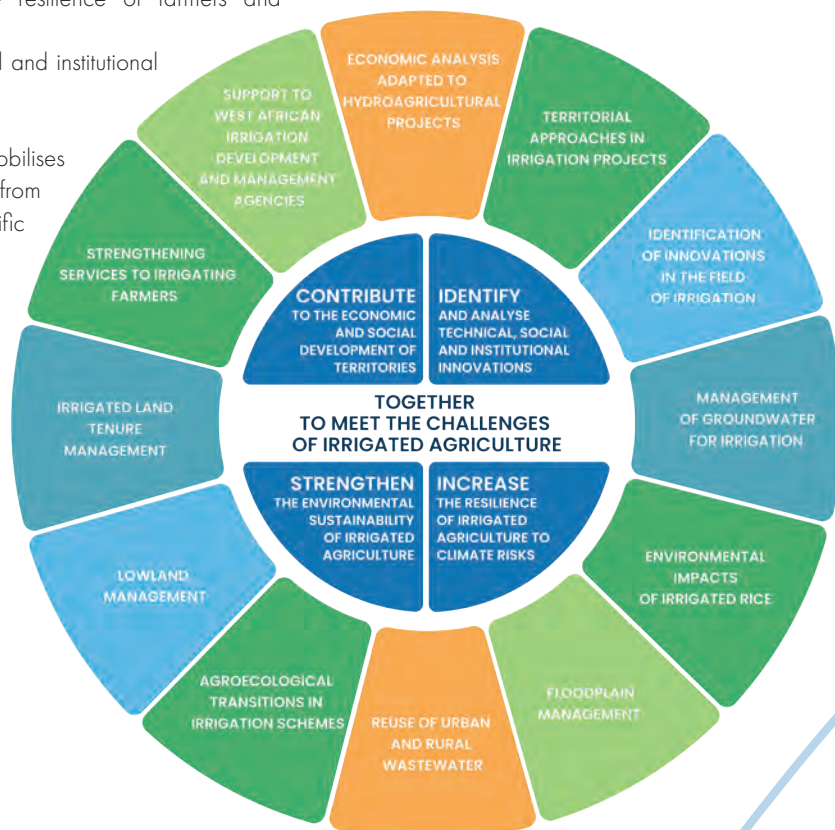 resilience of farmers and
and institutional
mobilises
from
ECONOMIC ANALYSIS
ADAPTED TO
HYDROAGRICULTURAL
PROJECTS
TERRITORIAL
APPROACHES IN
IRRIGATION PROJECTS
IDENTIFICATION
OF INNOVATIONS
IN THE FIELD
OF IRRIGATION
MANAGEMENT
OF GROUNDWATER
FOR IRRIGATION
ENVIRONMENTAL
IMPACTS
OF IRRIGATED RICE
FLOODPLAIN
MANAGEMENT
REUSE OF URBAN
AND RURAL
WASTEWATER
AGROECOLOGICAL
TRANSITIONS IN
IRRIGATION SCHEMES
LOWLAND
MANAGEMENT
IRRIGATED LAND
TENURE
MANAGEMENT
STRENGTHENING
SERVICES TO IRRIGATING
FARMERS
SUPPORT TO
WEST AFRICAN
IRRIGATION
DEVELOPMENT
AND MANAGEMENT
AGENCIES
CONTRIBUTE
TO THE ECONOMIC
AND SOCIAL
DEVELOPMENT OF
TERRITORIES
IDENTIFY
AND ANALYSE
TECHNICAL, SOCIAL
AND INSTITUTIONAL
INNOVATIONS
TOGETHER
TO MEET THE CHALLENGES
OF IRRIGATED AGRICULTURE
STRENGTHEN
THE ENVIRONMENTAL
SUSTAINABILITY
OF IRRIGATED
AGRICULTURE
INCREASE
THE RESILIENCE
OF IRRIGATED
AGRICULTURE TO
CLIMATE RISKS